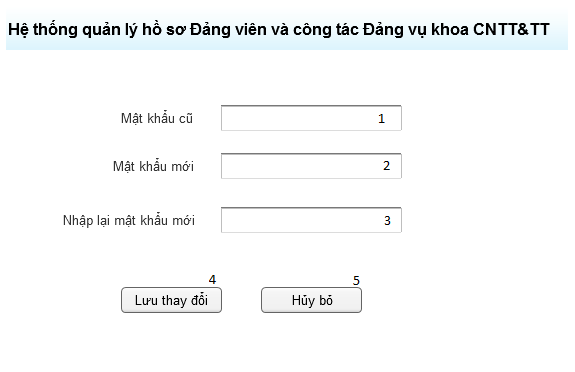 Hệ thống quản lý hồ sơ Đảng viên và công tác Đảng vụ khoa CNTT&TT
Mật khẩu cũ 1
Mật khẩu mới 2
Nhập lại mật khẩu mới 3
4 5
Lưu thay đổi Hủy bỏ